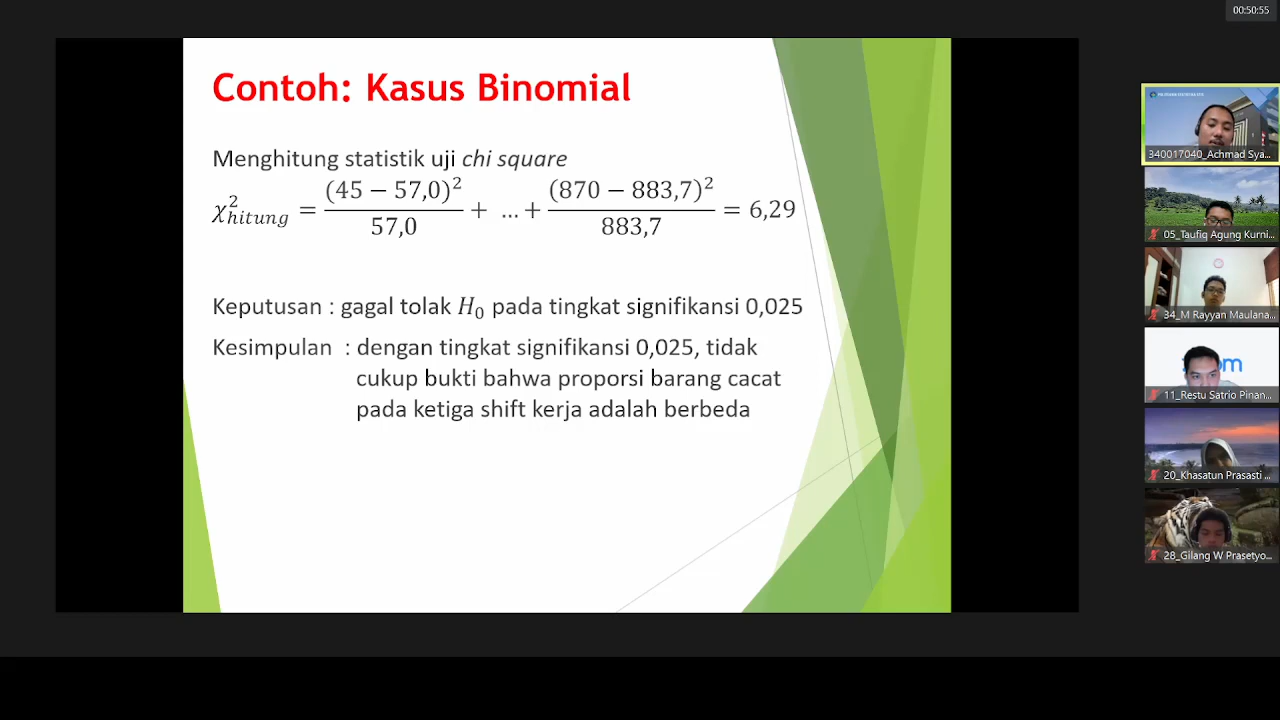 00:50:55
Contoh: Kasus Binomial
Menghitung statistik uji chi square
χ²hitung = (45 − 57,0)²/57,0 + ... + (870 − 883,7)²/883,7 = 6,29
Keputusan : gagal tolak H₀ pada tingkat signifikansi 0,025
Kesimpulan : dengan tingkat signifikansi 0,025, tidak
cukup bukti bahwa proporsi barang cacat
pada ketiga shift kerja adalah berbeda
340017040_Achmad Sya...
05_Taufiq Agung Kurni...
34_M Rayyan Maulana...
11_Restu Satrio Pinan...
20_Khasatun Prasasti ...
28_Gilang W Prasetyo...